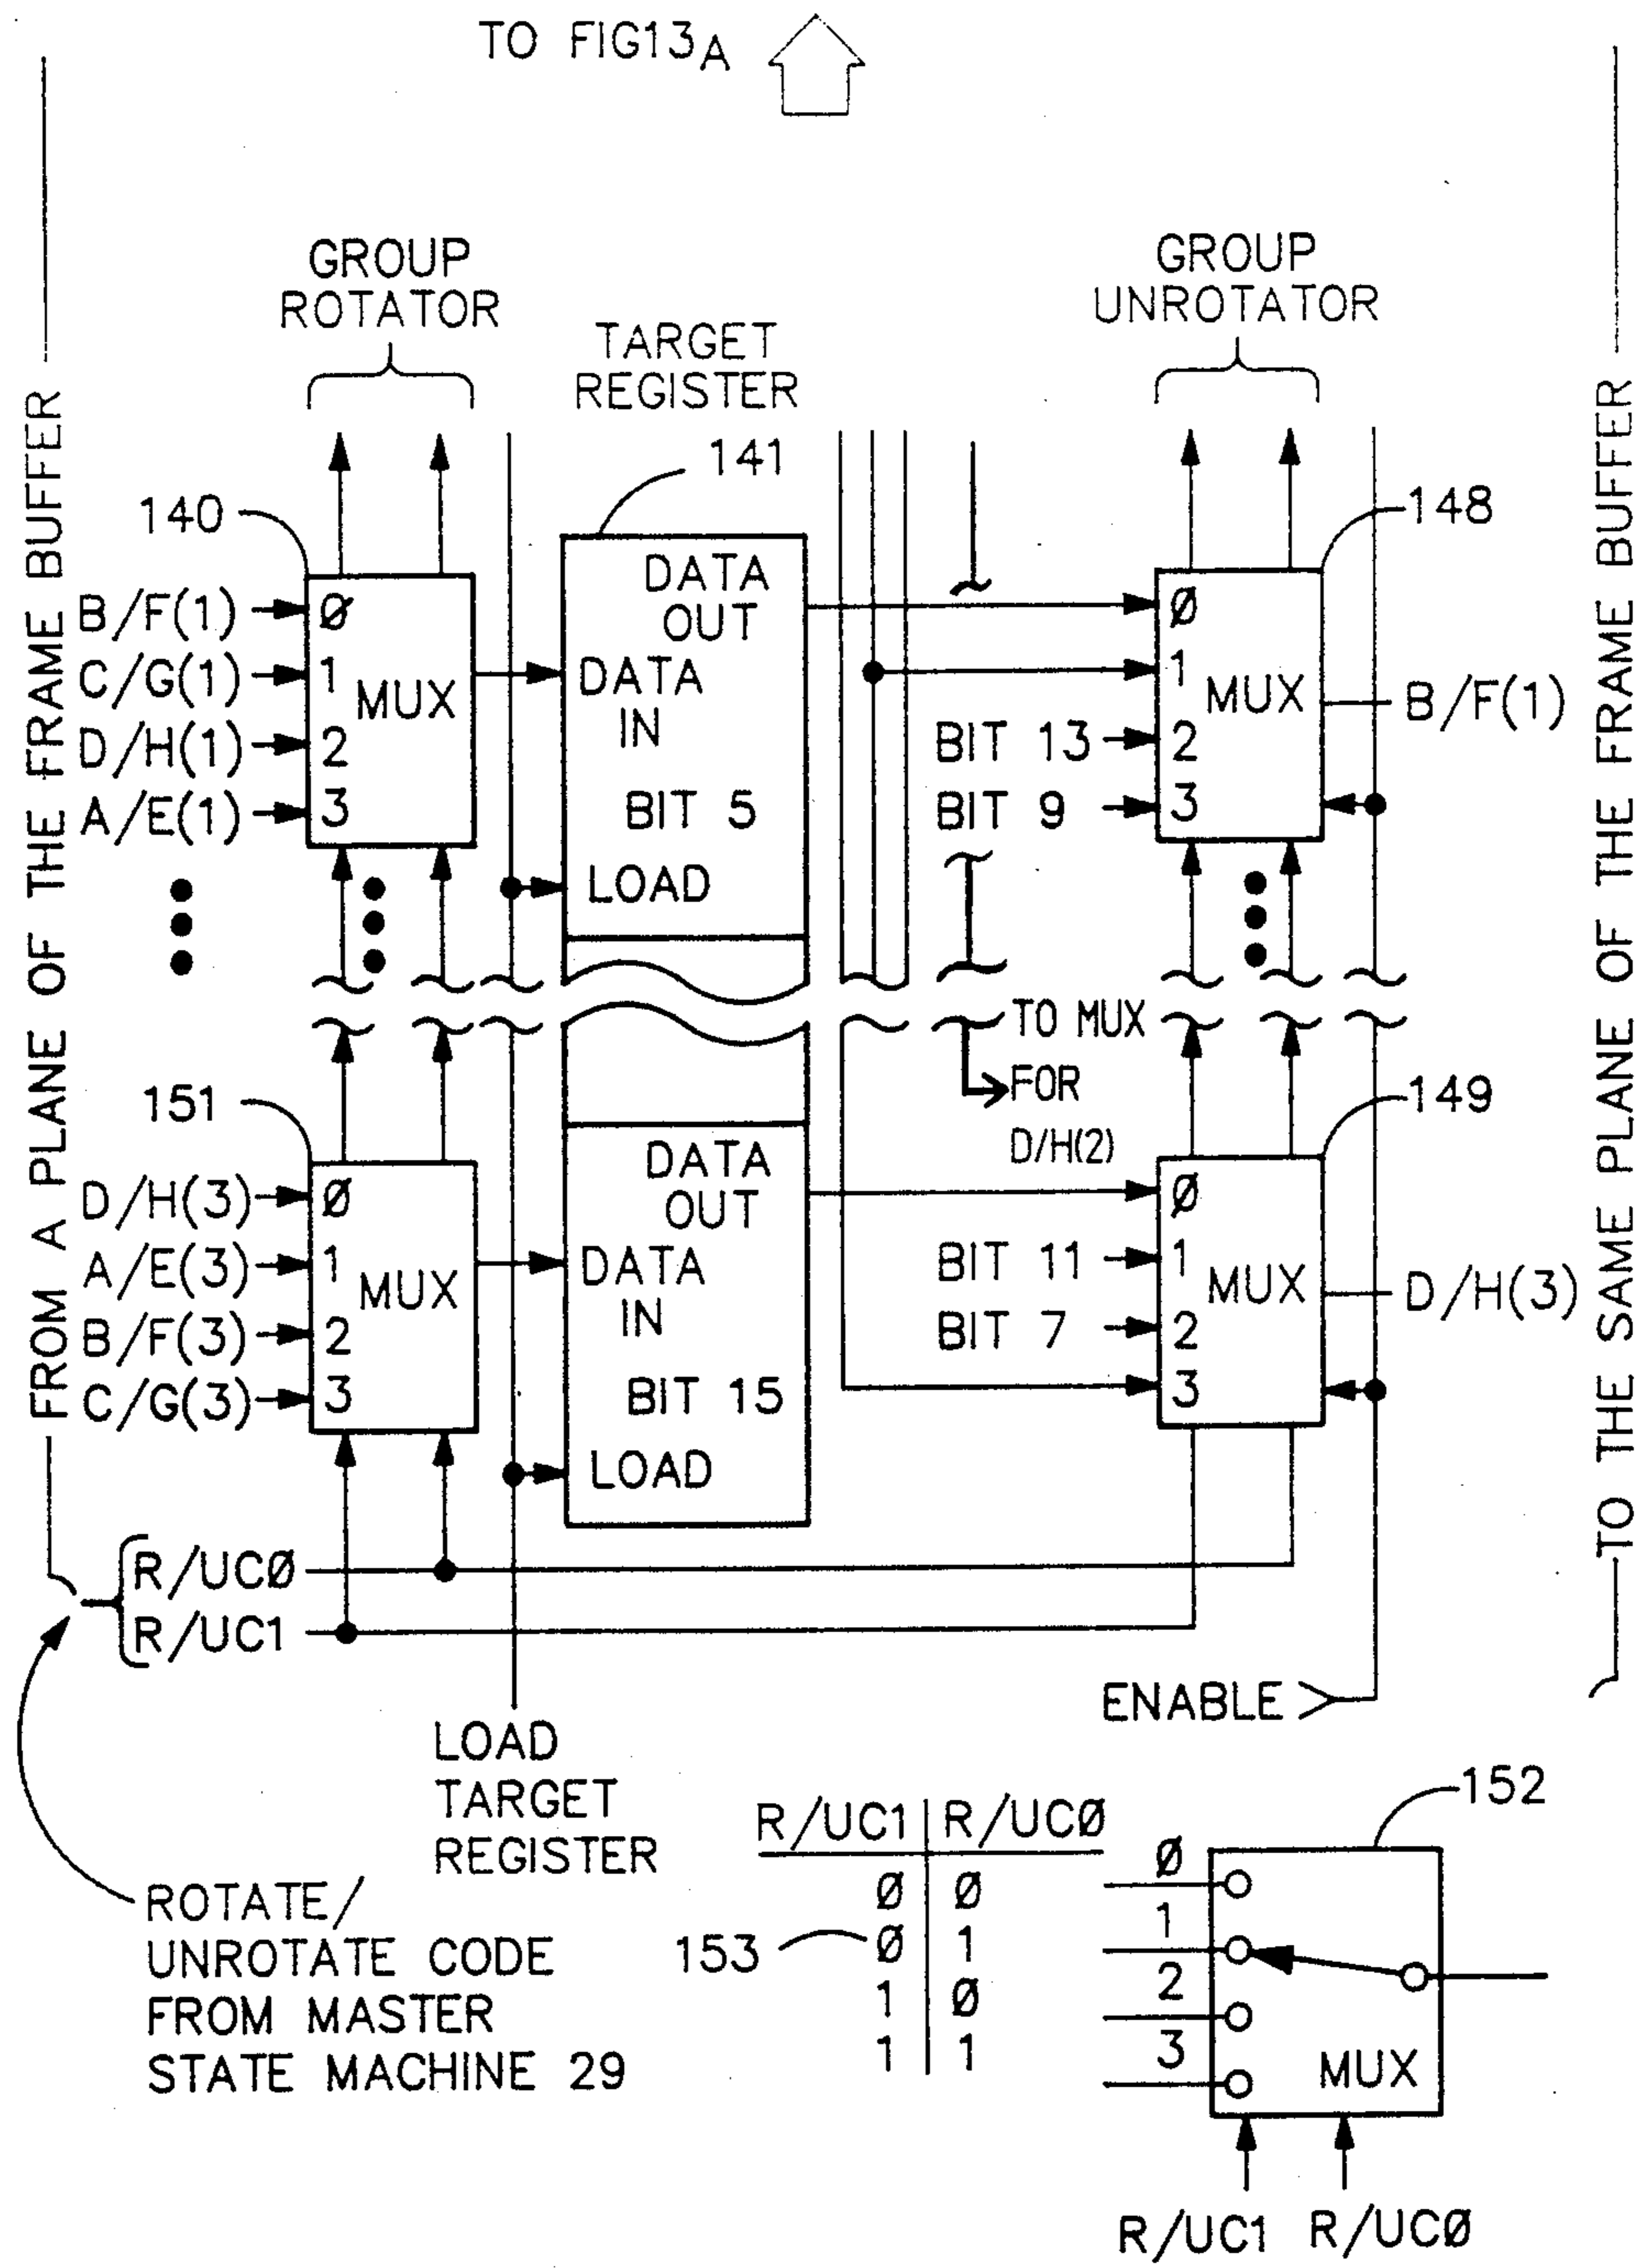 TO FIG13A
FROM A PLANE OF THE FRAME BUFFER
GROUP
ROTATOR
TARGET
REGISTER
GROUP
UNROTATOR
TO THE SAME PLANE OF THE FRAME BUFFER
140
141
148
B/F(1)
C/G(1)
D/H(1)
A/E(1)
Ø
1
2
3
MUX
DATA
OUT
DATA
IN
BIT 5
LOAD
BIT 13
BIT 9
Ø
1
2
3
MUX
B/F(1)
TO MUX
FOR
D/H(2)
151
149
D/H(3)
A/E(3)
B/F(3)
C/G(3)
Ø
1
2
3
MUX
DATA
OUT
DATA
IN
BIT 15
LOAD
BIT 11
BIT 7
Ø
1
2
3
MUX
D/H(3)
R/UCØ
R/UC1
ENABLE
LOAD
TARGET
REGISTER
ROTATE/
UNROTATE CODE
FROM MASTER
STATE MACHINE 29
R/UC1 R/UCØ
Ø Ø
153 Ø 1
1 Ø
1 1
152
Ø
1
2
3
MUX
R/UC1 R/UCØ